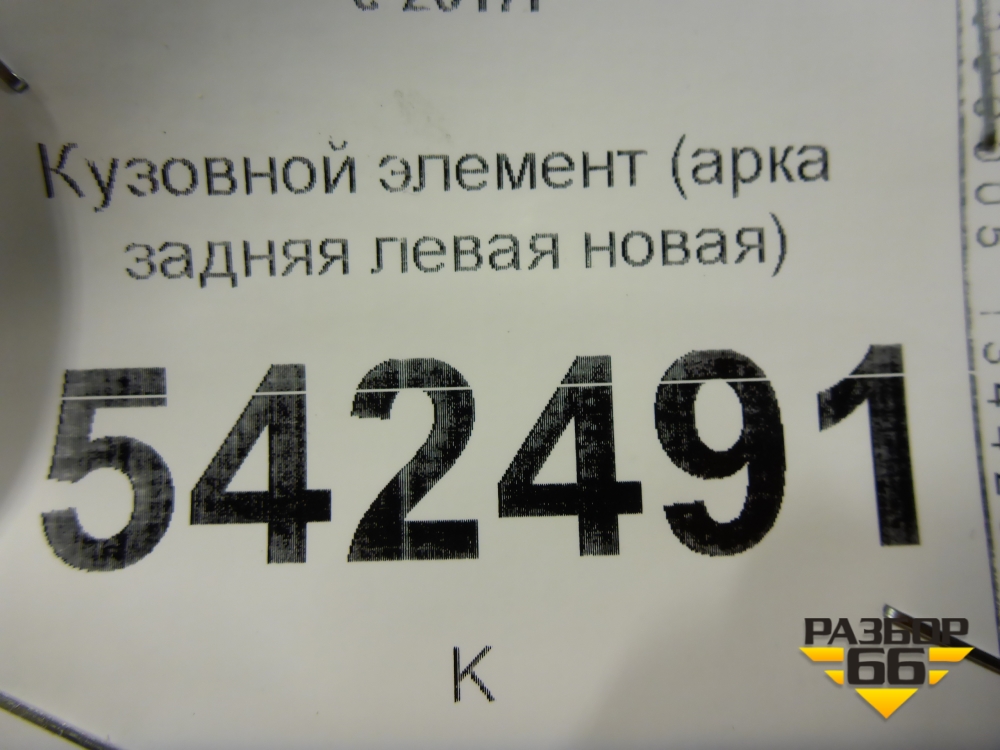 Кузовной элемент (арка
задняя левая новая)
542491
К
РАЗБОР
66